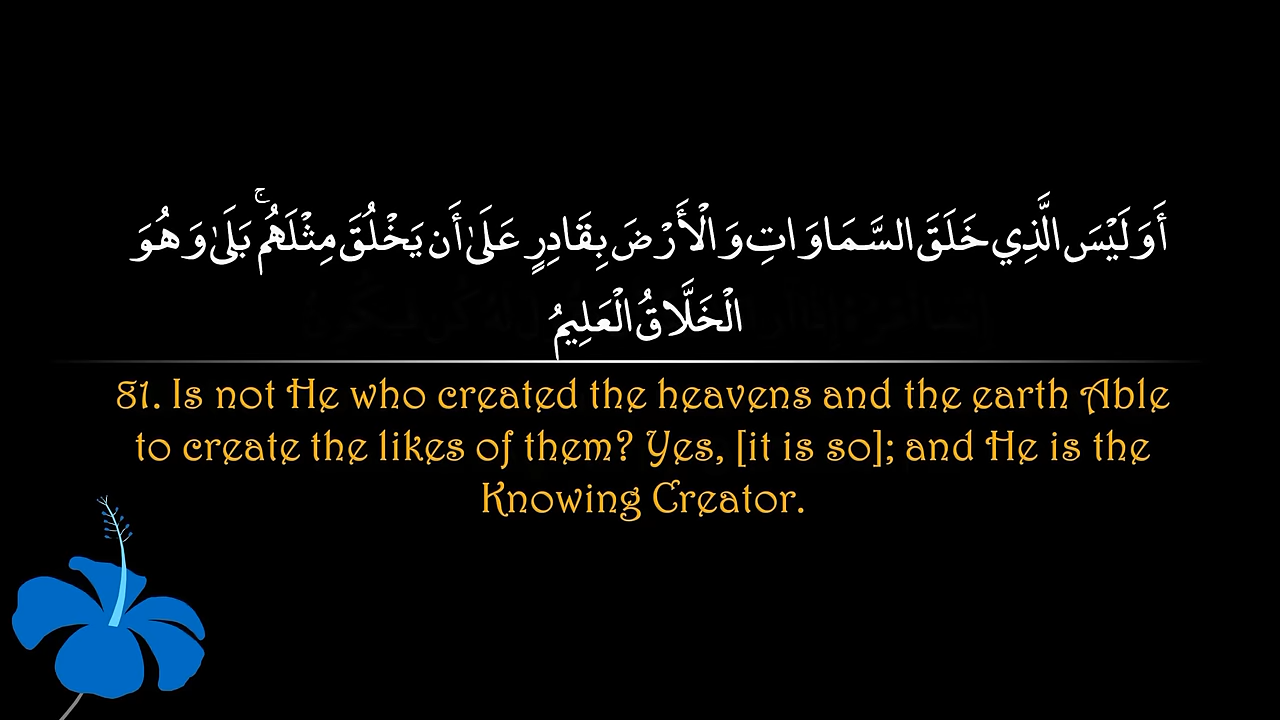 أَوَلَيْسَ الَّذِي خَلَقَ السَّمَاوَاتِ وَالْأَرْضَ بِقَادِرٍ عَلَىٰ أَن يَخْلُقَ مِثْلَهُم ۚ بَلَىٰ وَهُوَ
الْخَلَّاقُ الْعَلِيمُ
81. Is not He who created the heavens and the earth Able
to create the likes of them? Yes, [it is so]; and He is the
Knowing Creator.